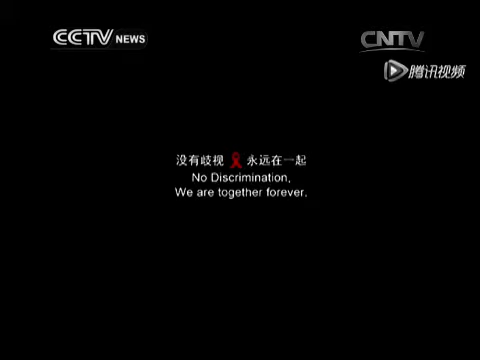 CCTV NEWS
CNTV
腾讯视频
没有歧视 永远在一起
No Discrimination,
We are together forever,